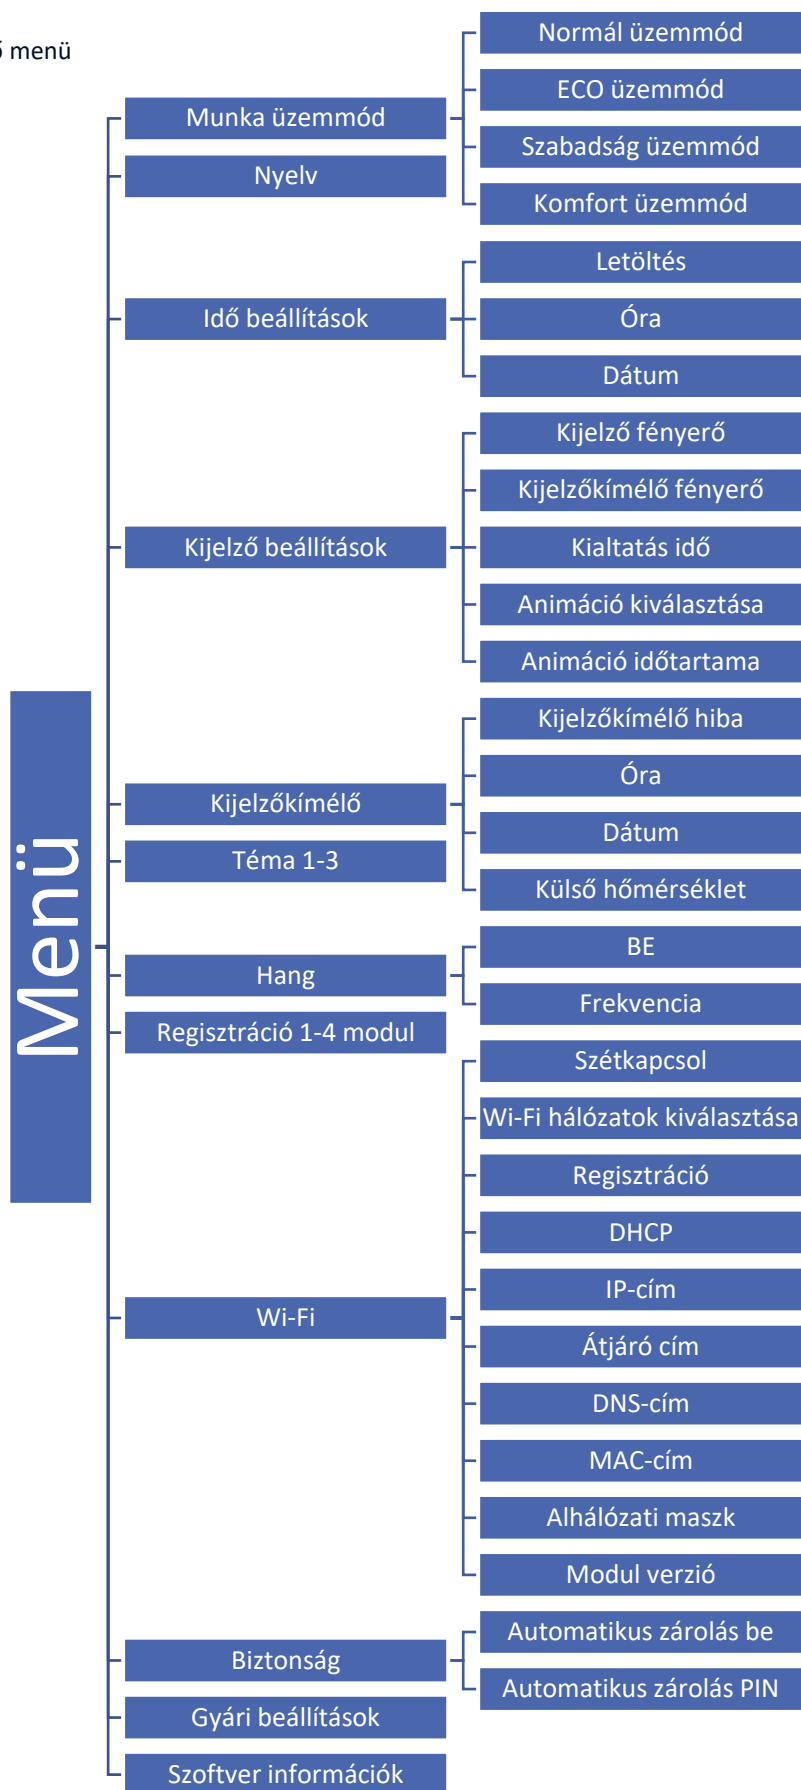 ő menü
Menü
Munka üzemmód
Normál üzemmód
ECO üzemmód
Szabadság üzemmód
Komfort üzemmód
Nyelv
Idő beállítások
Letöltés
Óra
Dátum
Kijelző beállítások
Kijelző fényerő
Kijelzőkímélő fényerő
Kialtatás idő
Animáció kiválasztása
Animáció időtartama
Kijelzőkímélő
Kijelzőkímélő hiba
Óra
Dátum
Külső hőmérséklet
Téma 1-3
Hang
BE
Frekvencia
Regisztráció 1-4 modul
Wi-Fi
Szétkapcsol
Wi-Fi hálózatok kiválasztása
Regisztráció
DHCP
IP-cím
Átjáró cím
DNS-cím
MAC-cím
Alhálózati maszk
Modul verzió
Biztonság
Automatikus zárolás be
Automatikus zárolás PIN
Gyári beállítások
Szoftver információk